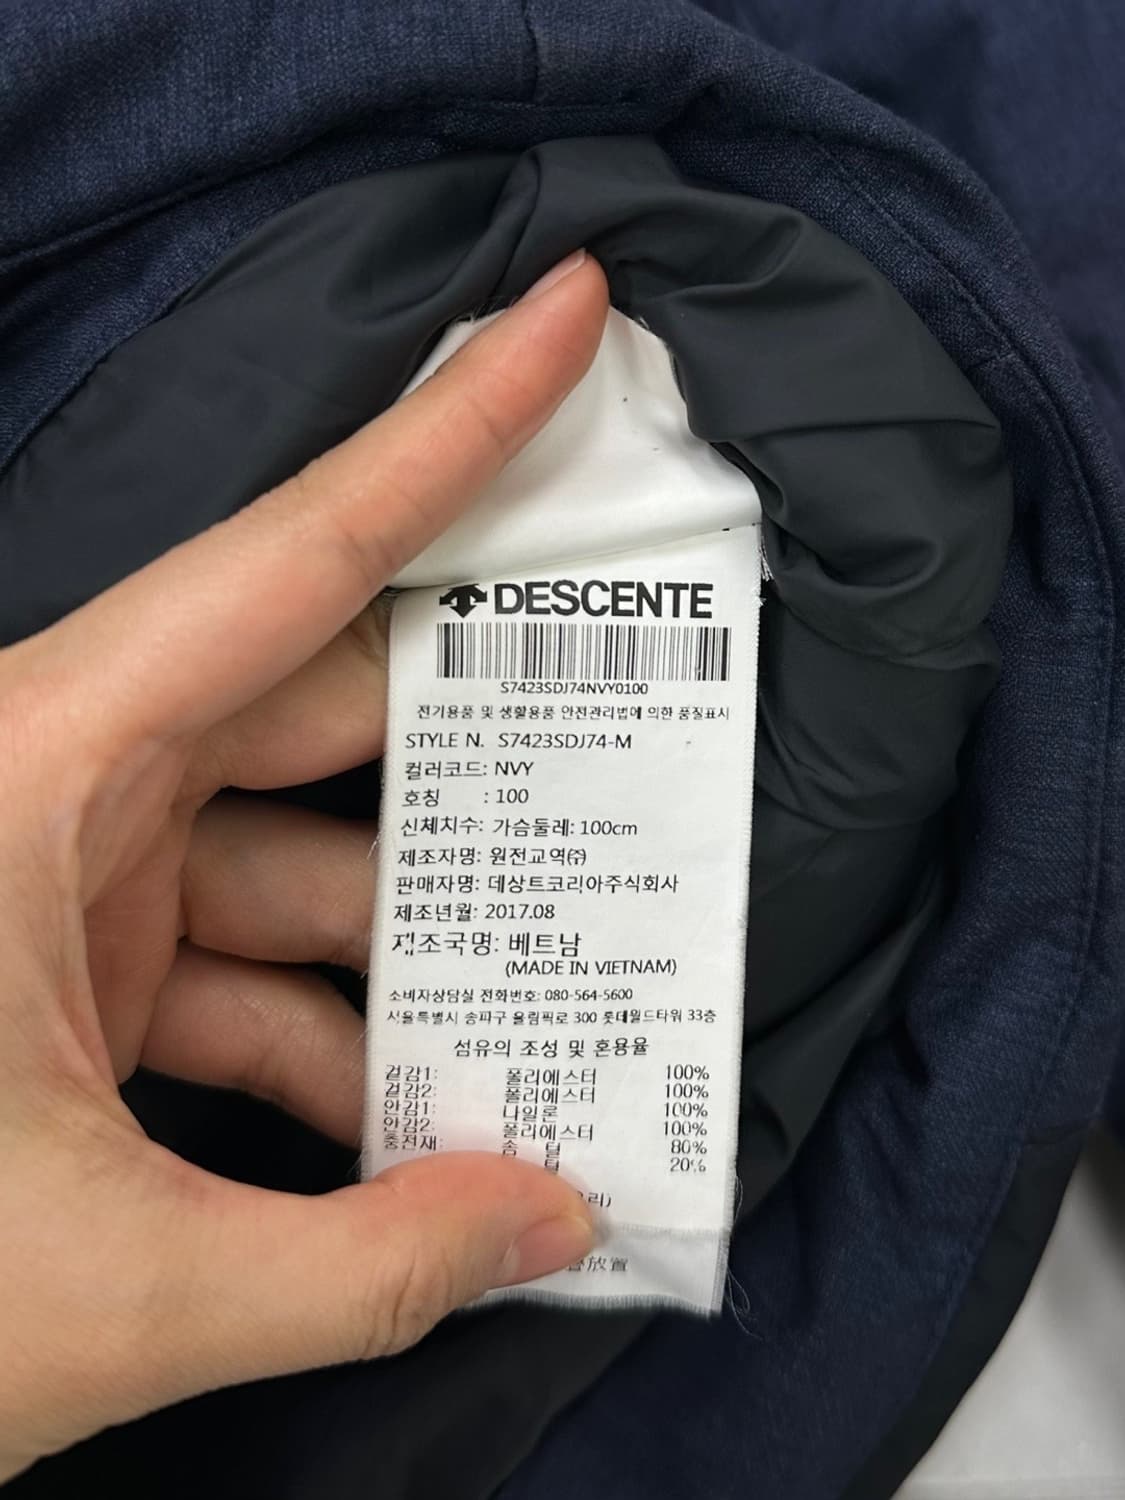 DESCENTE
S7423SDJ74NVY0100
전기용품 및 생활용품 안전관리법에 의한 품질표시
STYLE N. S7423SDJ74-M
컬러코드: NVY
호칭 : 100
신체치수: 가슴둘레: 100cm
제조자명: 원전교역㈜
판매자명: 데상트코리아주식회사
제조년월: 2017.08
제조국명: 베트남
(MADE IN VIETNAM)
소비자상담실 전화번호: 080-564-5600
서울특별시 송파구 올림픽로 300 롯데월드타워 33층
섬유의 조성 및 혼용율
겉감1: 폴리에스터 100%
겉감2: 폴리에스터 100%
안감1: 나일론 100%
안감2: 폴리에스터 100%
충전재: 솜 털 80%
털 20%
리)
放置